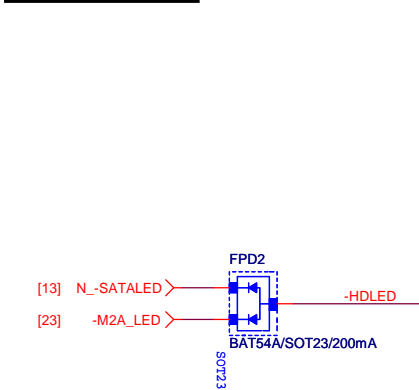 FPD2
[13] N_-SATALED
-HDLED
[23] -M2A_LED
BAT54A/SOT23/200mA
SOT23